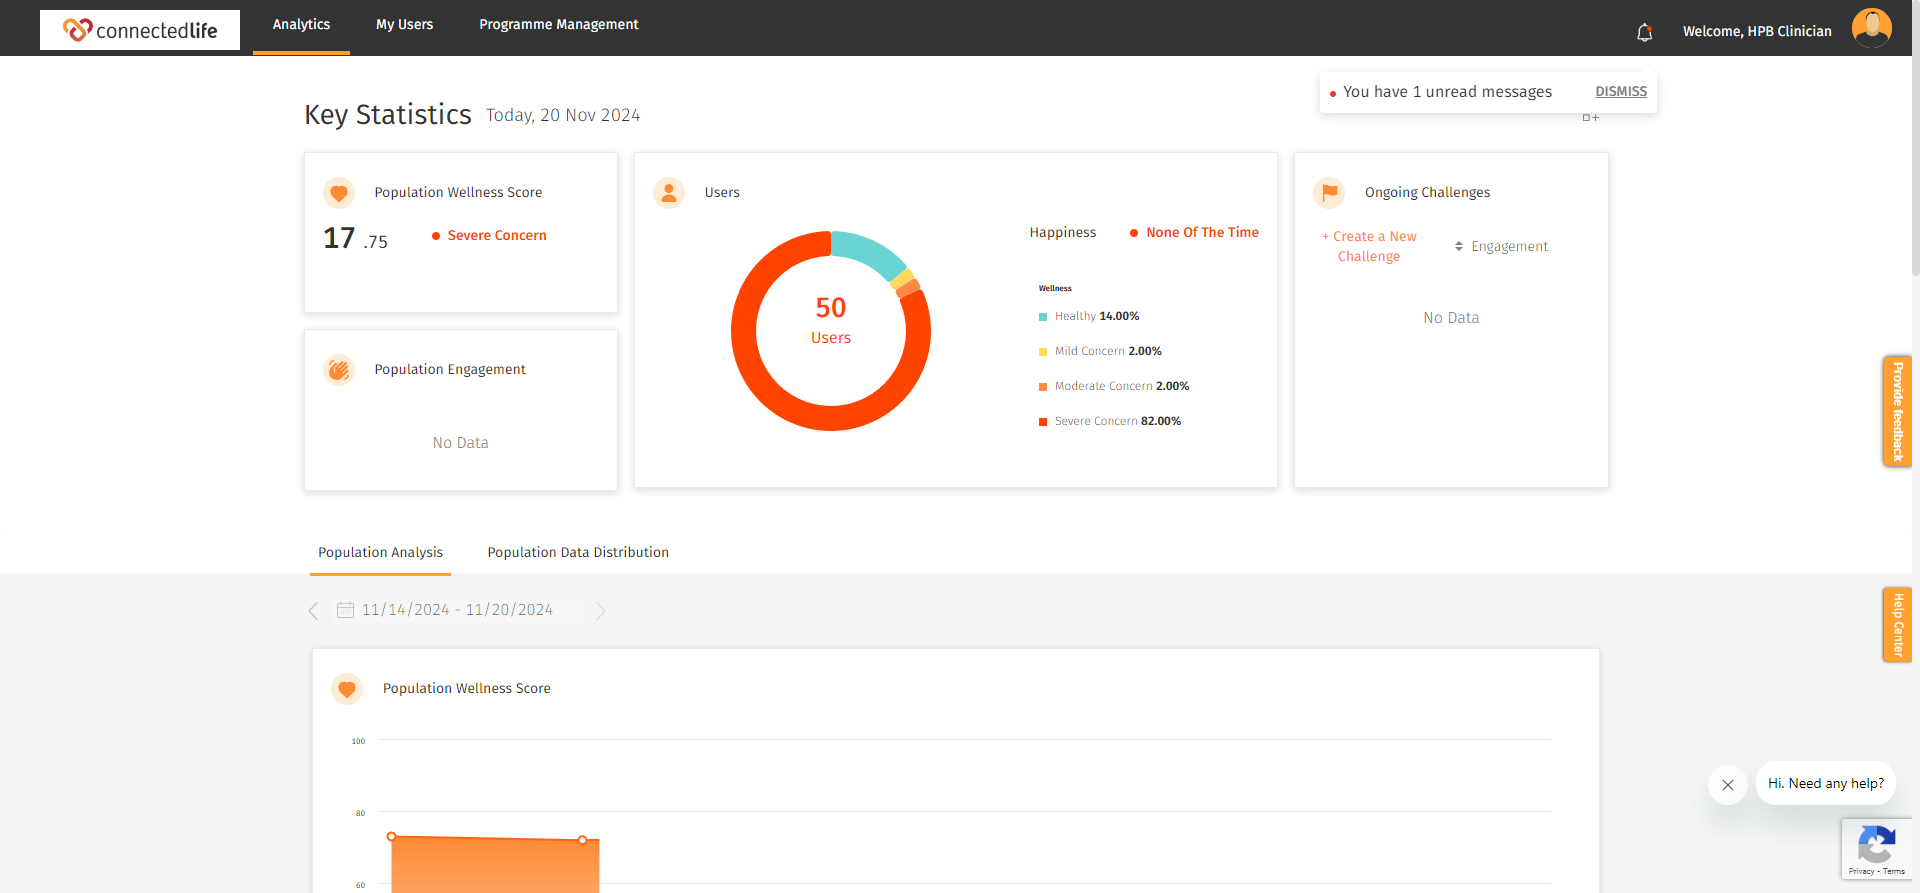 connectedlife
Analytics
My Users
Programme Management
Welcome, HPB Clinician
You have 1 unread messages
DISMISS
Key Statistics
Today, 20 Nov 2024
Population Wellness Score
17 .75
Severe Concern
Population Engagement
No Data
Users
50
Users
Happiness
None Of The Time
Wellness
Healthy 14.00%
Mild Concern 2.00%
Moderate Concern 2.00%
Severe Concern 82.00%
Ongoing Challenges
+ Create a New
Challenge
Engagement
No Data
Provide feedback
Population Analysis
Population Data Distribution
11/14/2024 - 11/20/2024
Help Center
Population Wellness Score
100
80
60
Hi. Need any help?
Privacy - Terms